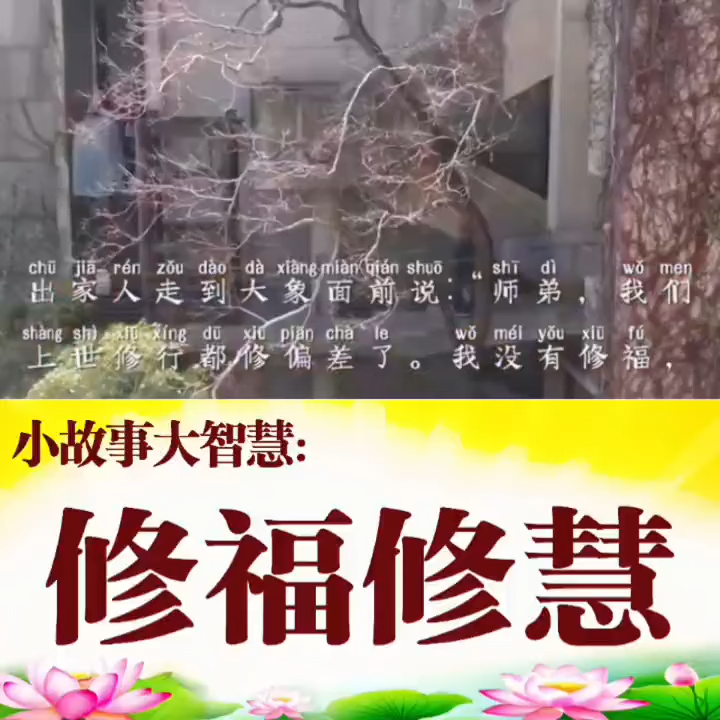 chū jiā rén zǒu dào dà xiàng miàn qián shuō: "shī dì wǒ men
出家人走到大象面前说:“师弟,我们
shàng shì xiū xíng dū xiū piān chà le wǒ méi yǒu xiū fú
上世修行都修偏差了。我没有修福,
小故事大智慧:
修福修慧